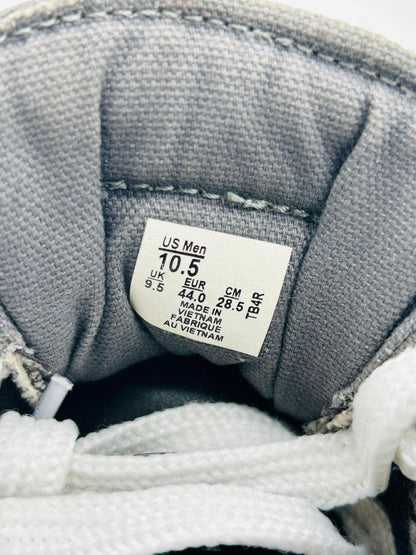 US Men
10.5
UK EUR CM
9.5 44.0 28.5
MADE IN
VIETNAM
FABRIQUE
AU VIETNAM
TB4R